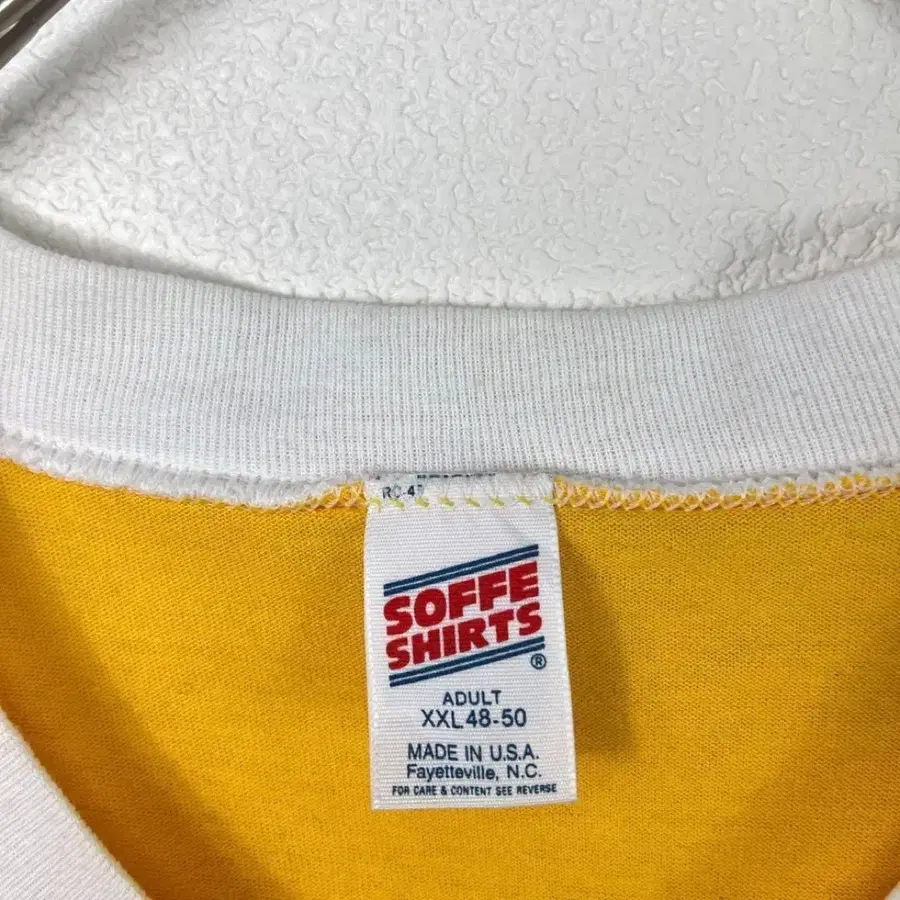 SOFFE
SHIRTS
®
ADULT
XXL 48-50
MADE IN U.S.A.
Fayetteville, N.C.
FOR CARE & CONTENT SEE REVERSE